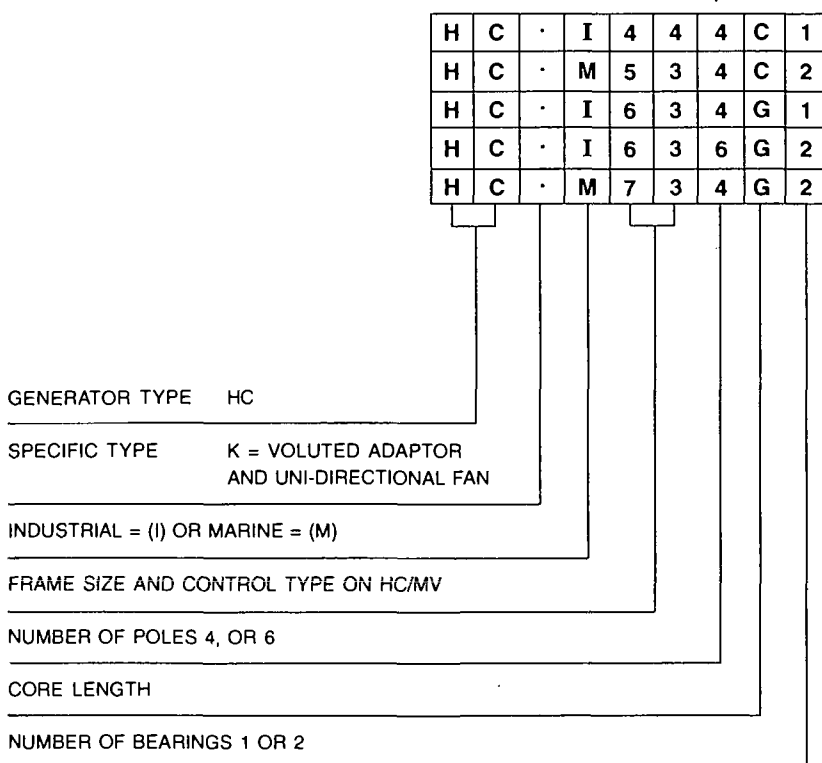 H C · I 4 4 4 C 1
H C · M 5 3 4 C 2
H C · I 6 3 4 G 1
H C · I 6 3 6 G 2
H C · M 7 3 4 G 2
GENERATOR TYPE HC
SPECIFIC TYPE K = VOLUTED ADAPTOR
AND UNI-DIRECTIONAL FAN
INDUSTRIAL = (I) OR MARINE = (M)
FRAME SIZE AND CONTROL TYPE ON HC/MV
NUMBER OF POLES 4, OR 6
CORE LENGTH
NUMBER OF BEARINGS 1 OR 2